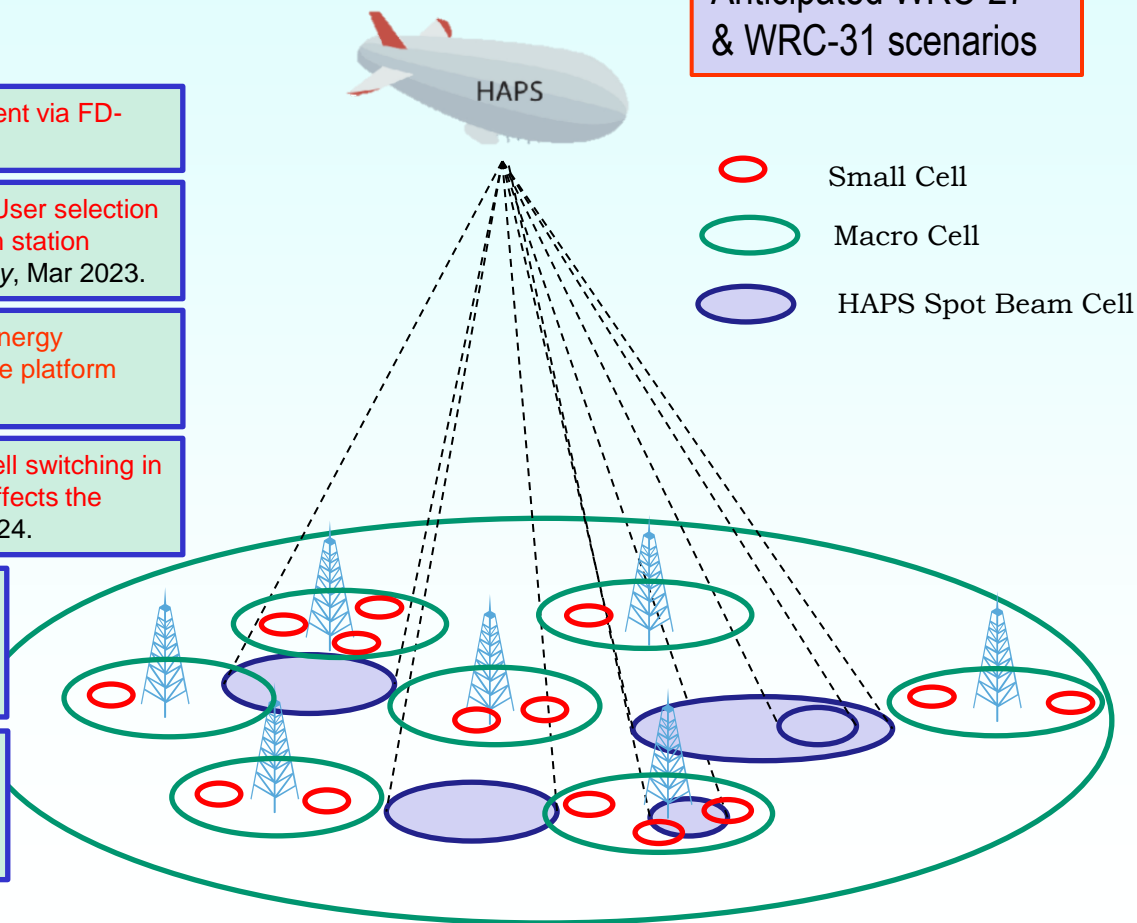 & WRC-31 scenarios
HAPS
Small Cell
Macro Cell
HAPS Spot Beam Cell
ent via FD-
User selection
station
y, Mar 2023.
nergy
e platform
ell switching in
ffects the
24.